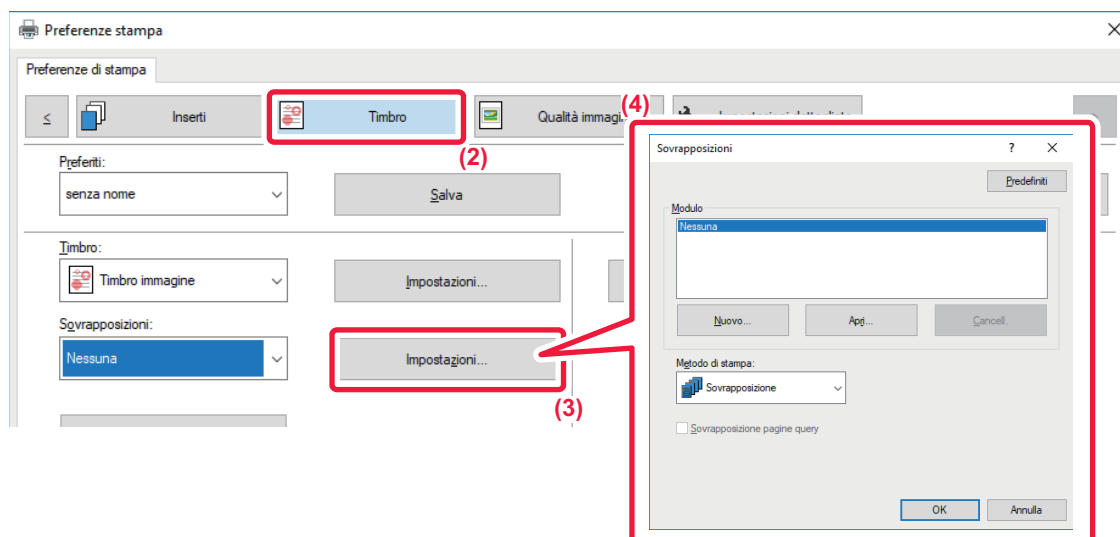 Preferenze stampa
Preferenze di stampa
<
Inserti
Timbro
Qualità immagi
(2)
(4)
Preferiti:
senza nome
Salva
Timbro:
Timbro immagine
Impostazioni...
Sovrapposizioni:
Nessuna
Impostazioni...
(3)
Sovrapposizioni
?
Predefiniti
Modulo
Nessuna
Nuovo...
Apri...
Cancell.
Metodo di stampa:
Sovrapposizione
Sovrapposizione pagine query
OK
Annulla